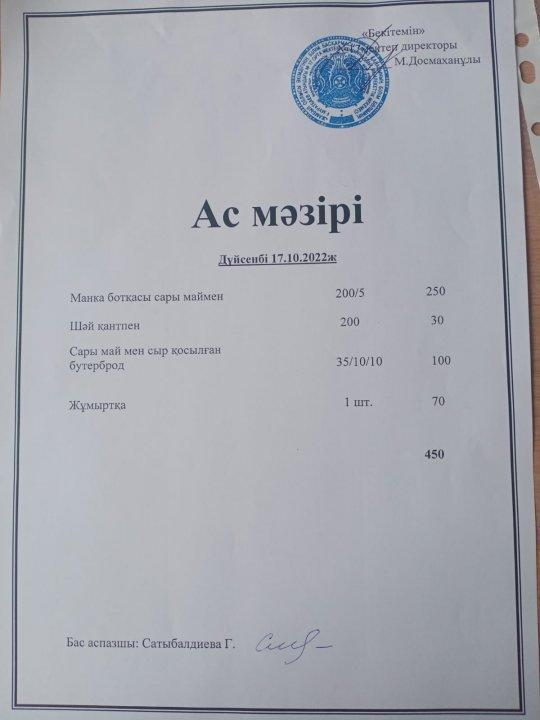 «Бекітемін»
мектеп директоры
М.Досмаханұлы
Ас мәзірі
Дүйсенбі 17.10.2022ж
Манка ботқасы сары маймен 200/5 250
Шәй қантпен 200 30
Сары май мен сыр қосылған
бутерброд 35/10/10 100
Жұмыртқа 1 шт. 70
450
Бас аспазшы: Сатыбалдиева Г.